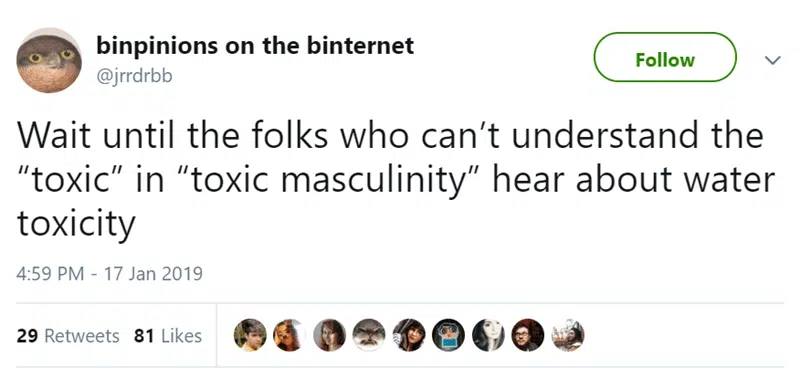 binpinions on the binternet
@jrrdrbb
Follow
Wait until the folks who can’t understand the
“toxic” in “toxic masculinity” hear about water
toxicity
4:59 PM - 17 Jan 2019
29 Retweets 81 Likes